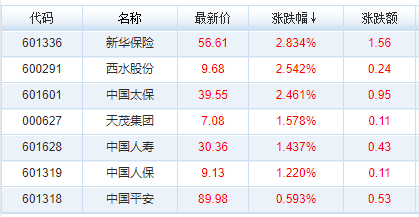 代码 名称 最新价 涨跌幅↓ 涨跌额
601336 新华保险 56.61 2.834% 1.56
600291 西水股份 9.68 2.542% 0.24
601601 中国太保 39.55 2.461% 0.95
000627 天茂集团 7.08 1.578% 0.11
601628 中国人寿 30.36 1.437% 0.43
601319 中国人保 9.13 1.220% 0.11
601318 中国平安 89.98 0.593% 0.53